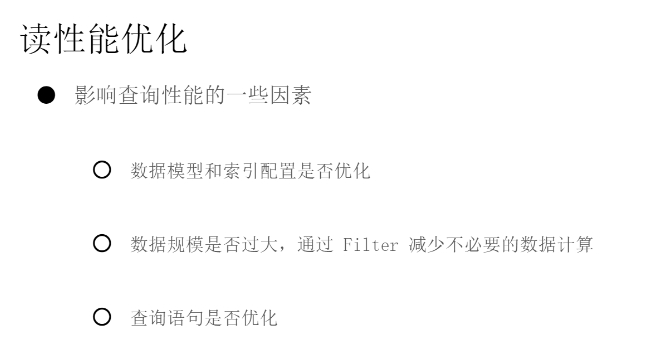 读性能优化
影响查询性能的一些因素
数据模型和索引配置是否优化
数据规模是否过大，通过 Filter 减少不必要的数据计算
查询语句是否优化